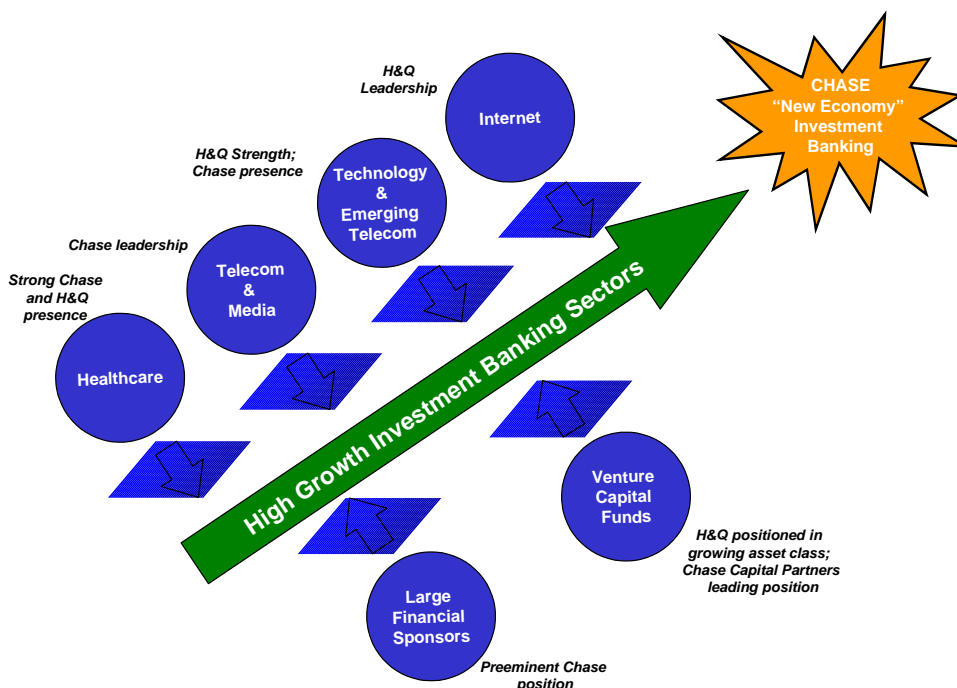 H&Q
Leadership
Internet
CHASE
“New Economy”
Investment
Banking
H&Q Strength;
Chase presence
Technology
&
Emerging
Telecom
Chase leadership
Telecom
&
Media
Strong Chase
and H&Q
presence
Healthcare
High Growth Investment Banking Sectors
Venture
Capital
Funds
H&Q positioned in
growing asset class;
Chase Capital Partners
leading position
Large
Financial
Sponsors
Preeminent Chase
position